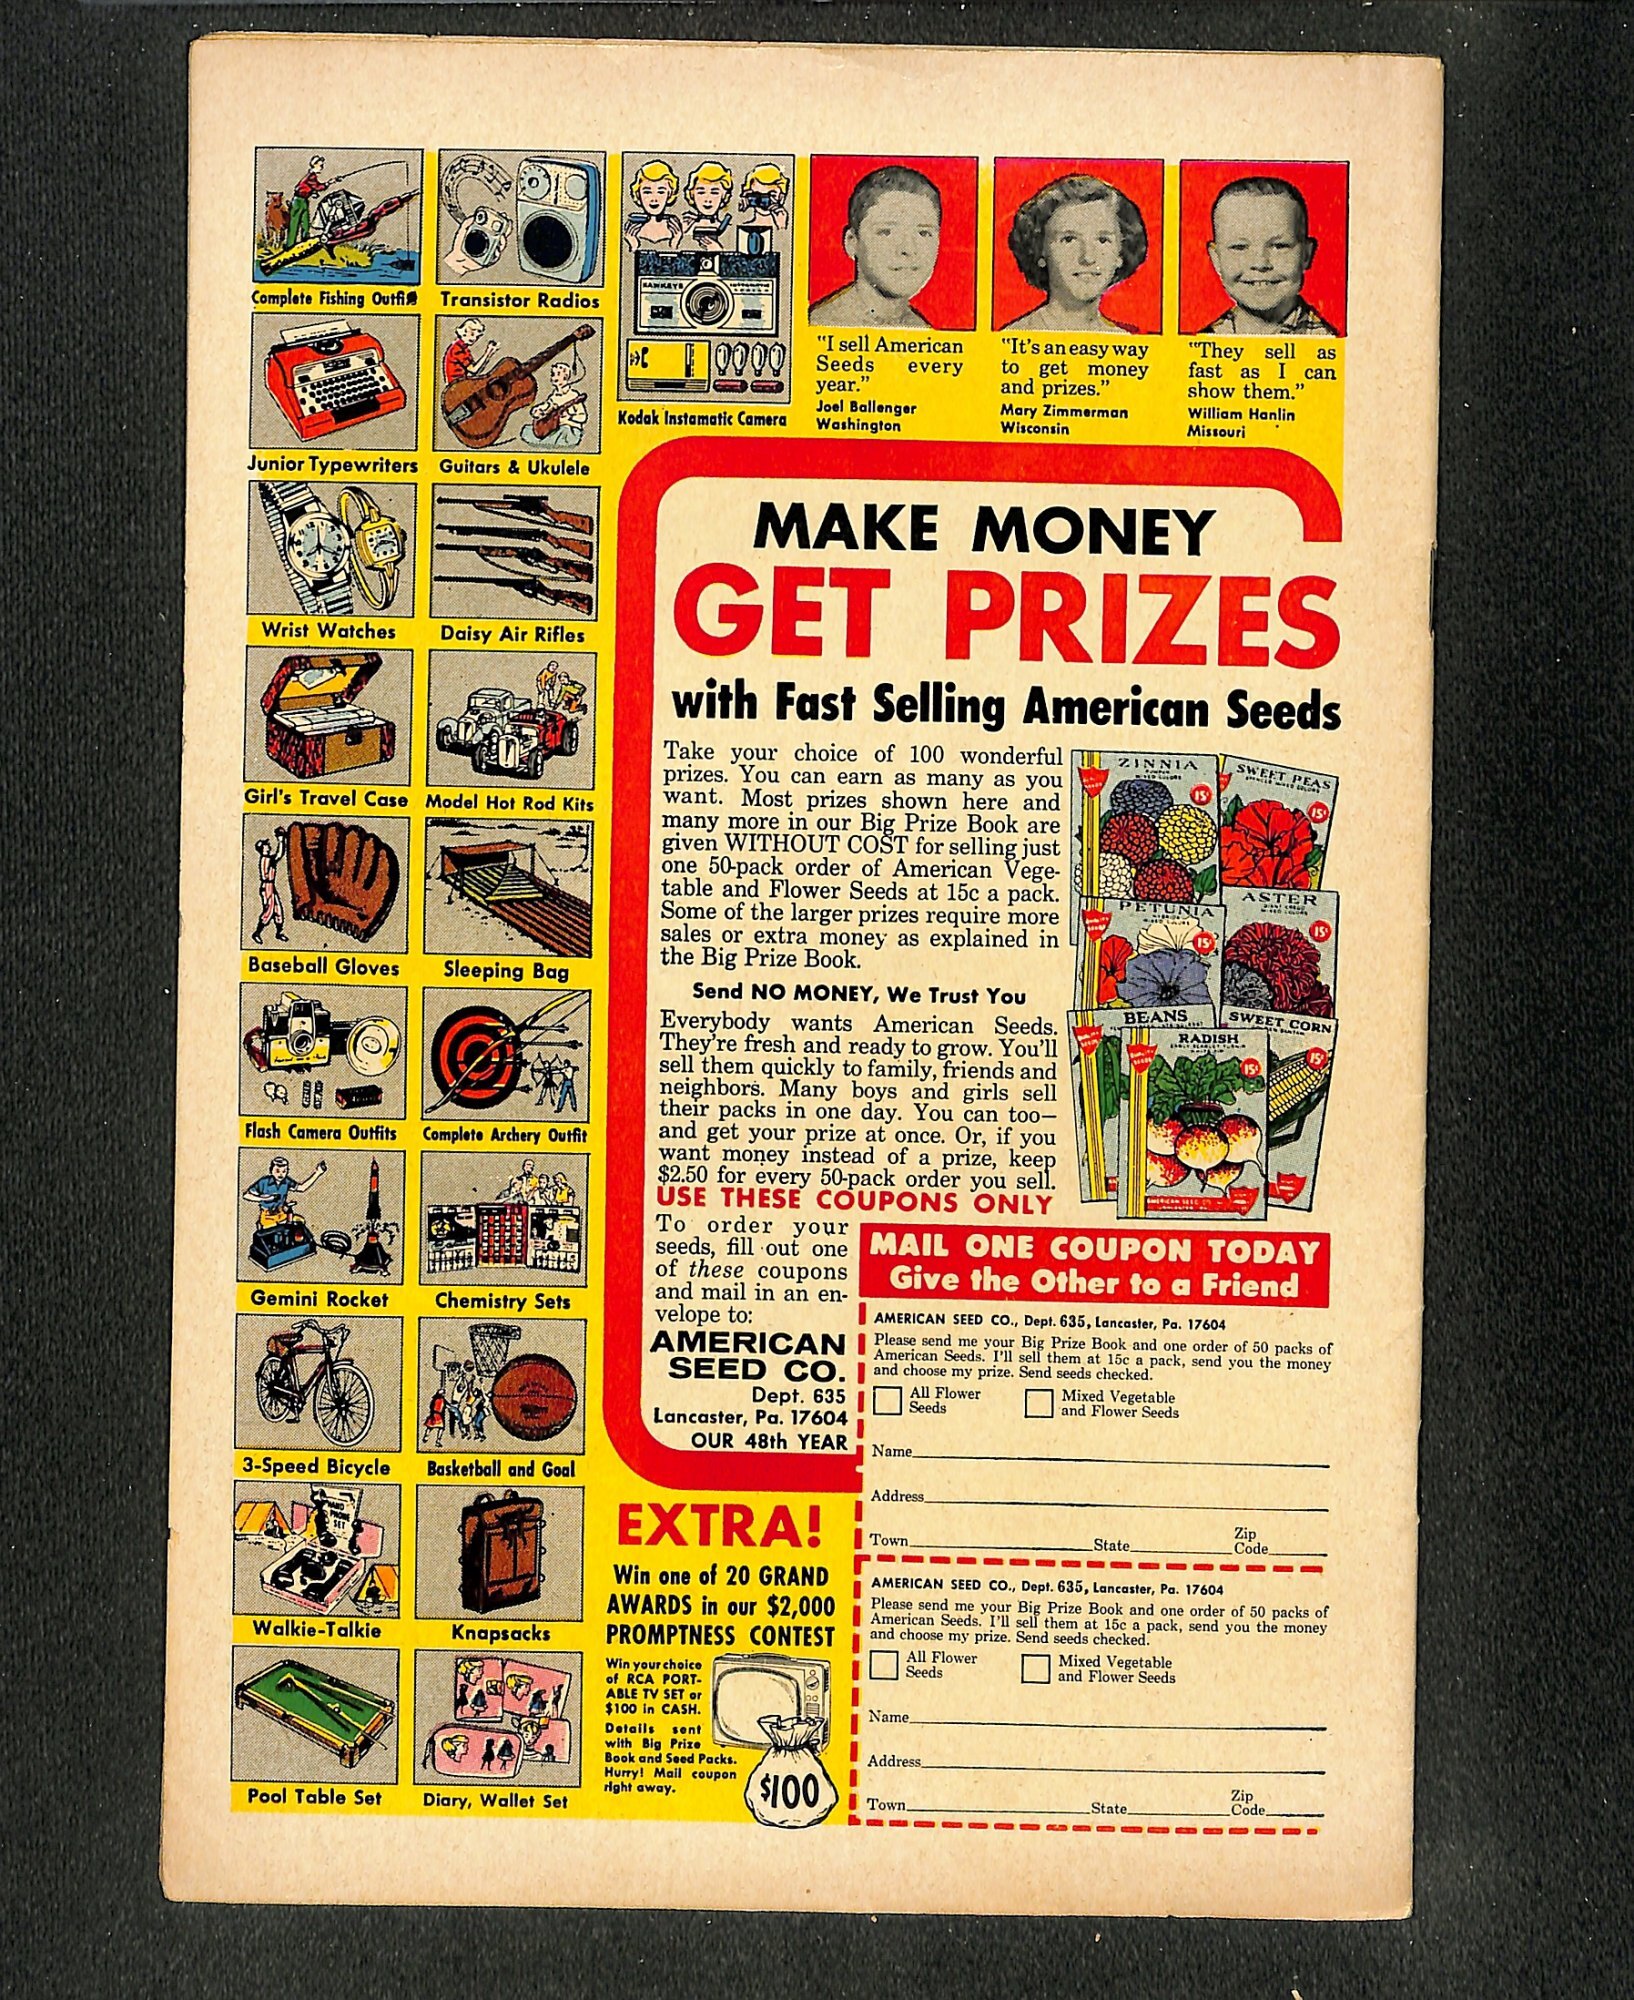 Complete Fishing Outfit
Transistor Radios
HAWKEYE
INSTAMATIC
Kodak Instamatic Camera
"I sell American
Seeds every
year."
Joel Ballenger
Washington
"It's an easy way
to get money
and prizes."
Mary Zimmerman
Wisconsin
"They sell as
fast as I can
show them."
William Hanlin
Missouri
Junior Typewriters
Guitars & Ukulele
Wrist Watches
Daisy Air Rifles
Girl's Travel Case
Model Hot Rod Kits
Baseball Gloves
Sleeping Bag
Flash Camera Outfits
Complete Archery Outfit
Gemini Rocket
Chemistry Sets
3-Speed Bicycle
Basketball and Goal
PHONE
SET
Walkie-Talkie
Knapsacks
Pool Table Set
Diary, Wallet Set
MAKE MONEY
GET PRIZES
with Fast Selling American Seeds
Take your choice of 100 wonderful
prizes. You can earn as many as you
want. Most prizes shown here and
many more in our Big Prize Book are
given WITHOUT COST for selling just
one 50-pack order of American Vege-
table and Flower Seeds at 15c a pack.
Some of the larger prizes require more
sales or extra money as explained in
the Big Prize Book.
Send NO MONEY, We Trust You
Everybody wants American Seeds.
They're fresh and ready to grow. You'll
sell them quickly to family, friends and
neighbors. Many boys and girls sell
their packs in one day. You can too—
and get your prize at once. Or, if you
want money instead of a prize, keep
$2.50 for every 50-pack order you sell.
USE THESE COUPONS ONLY
ZINNIA
MIXED COLORS
15¢
SWEET PEAS
MIXED COLORS
15¢
PETUNIA
MIXED COLORS
15¢
ASTER
MIXED COLORS
15¢
BEANS
SWEET CORN
15¢
RADISH
15¢
AMERICAN SEED CO.
To order your
seeds, fill out one
of these coupons
and mail in an en-
velope to:
AMERICAN
SEED CO.
Dept. 635
Lancaster, Pa. 17604
OUR 48th YEAR
MAIL ONE COUPON TODAY
Give the Other to a Friend
AMERICAN SEED CO., Dept. 635, Lancaster, Pa. 17604
Please send me your Big Prize Book and one order of 50 packs of
American Seeds. I'll sell them at 15c a pack, send you the money
and choose my prize. Send seeds checked.
All Flower
Seeds
Mixed Vegetable
and Flower Seeds
Name
Address
Town State Zip Code
AMERICAN SEED CO., Dept. 635, Lancaster, Pa. 17604
Please send me your Big Prize Book and one order of 50 packs of
American Seeds. I'll sell them at 15c a pack, send you the money
and choose my prize. Send seeds checked.
All Flower
Seeds
Mixed Vegetable
and Flower Seeds
Name
Address
Town State Zip Code
EXTRA!
Win one of 20 GRAND
AWARDS in our $2,000
PROMPTNESS CONTEST
Win your choice
of RCA PORT-
ABLE TV SET or
$100 in CASH.
Details sent
with Big Prize
Book and Seed Packs.
Hurry! Mail coupon
right away.
$100